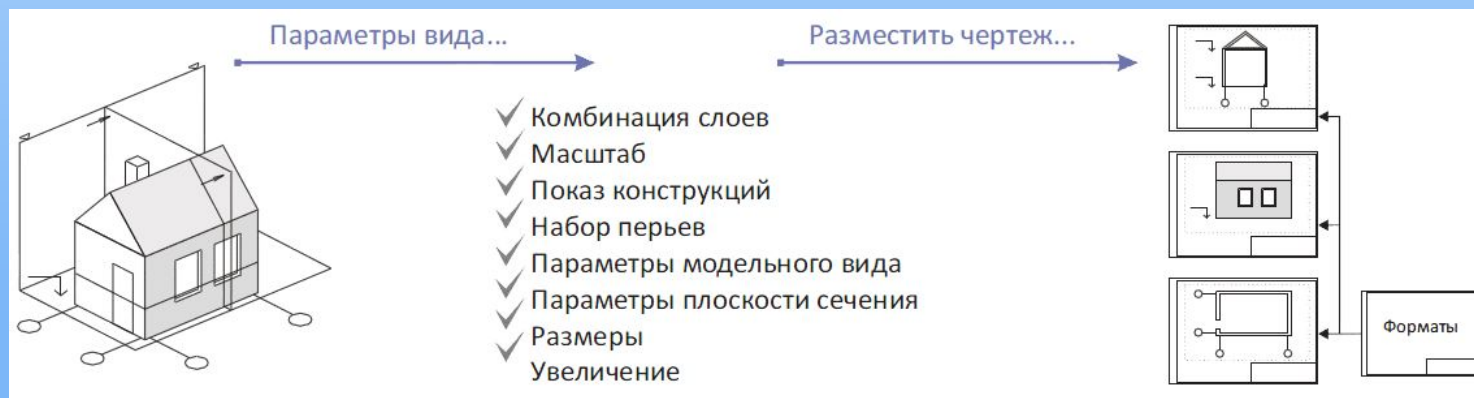 Параметры вида...
Разместить чертеж...
Комбинация слоев
Масштаб
Показ конструкций
Набор перьев
Параметры модельного вида
Параметры плоскости сечения
Размеры
Увеличение
Форматы